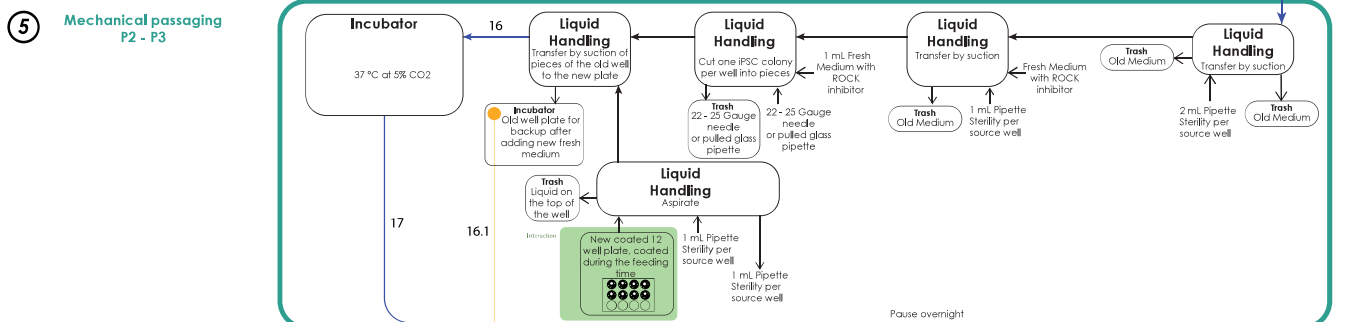 5
Mechanical passaging
P2 - P3
Incubator
37 °C at 5% CO2
16
Liquid
Handling
Transfer by suction of
pieces of the old well
to the new plate
Liquid
Handling
Cut one iPSC colony
per well into pieces
1 mL Fresh
Medium with
ROCK
inhibitor
Liquid
Handling
Transfer by suction
Fresh Medium
with ROCK
inhibitor
Trash
Old Medium
Liquid
Handling
Transfer by suction
Incubator
Old well plate for
backup after
adding new fresh
medium
Trash
22 - 25 Gauge
needle
or pulled glass
pipette
22 - 25 Gauge
needle
or pulled glass
pipette
Trash
Old Medium
1 mL Pipette
Sterility per
source well
2 mL Pipette
Sterility per
source well
Trash
Old Medium
Trash
Liquid on
the top of
the well
Liquid
Handling
Aspirate
17
16.1
Interaction
New coated 12
well plate, coated
during the feeding
time
1 mL Pipette
Sterility per
source well
1 mL Pipette
Sterility per
source well
Pause overnight